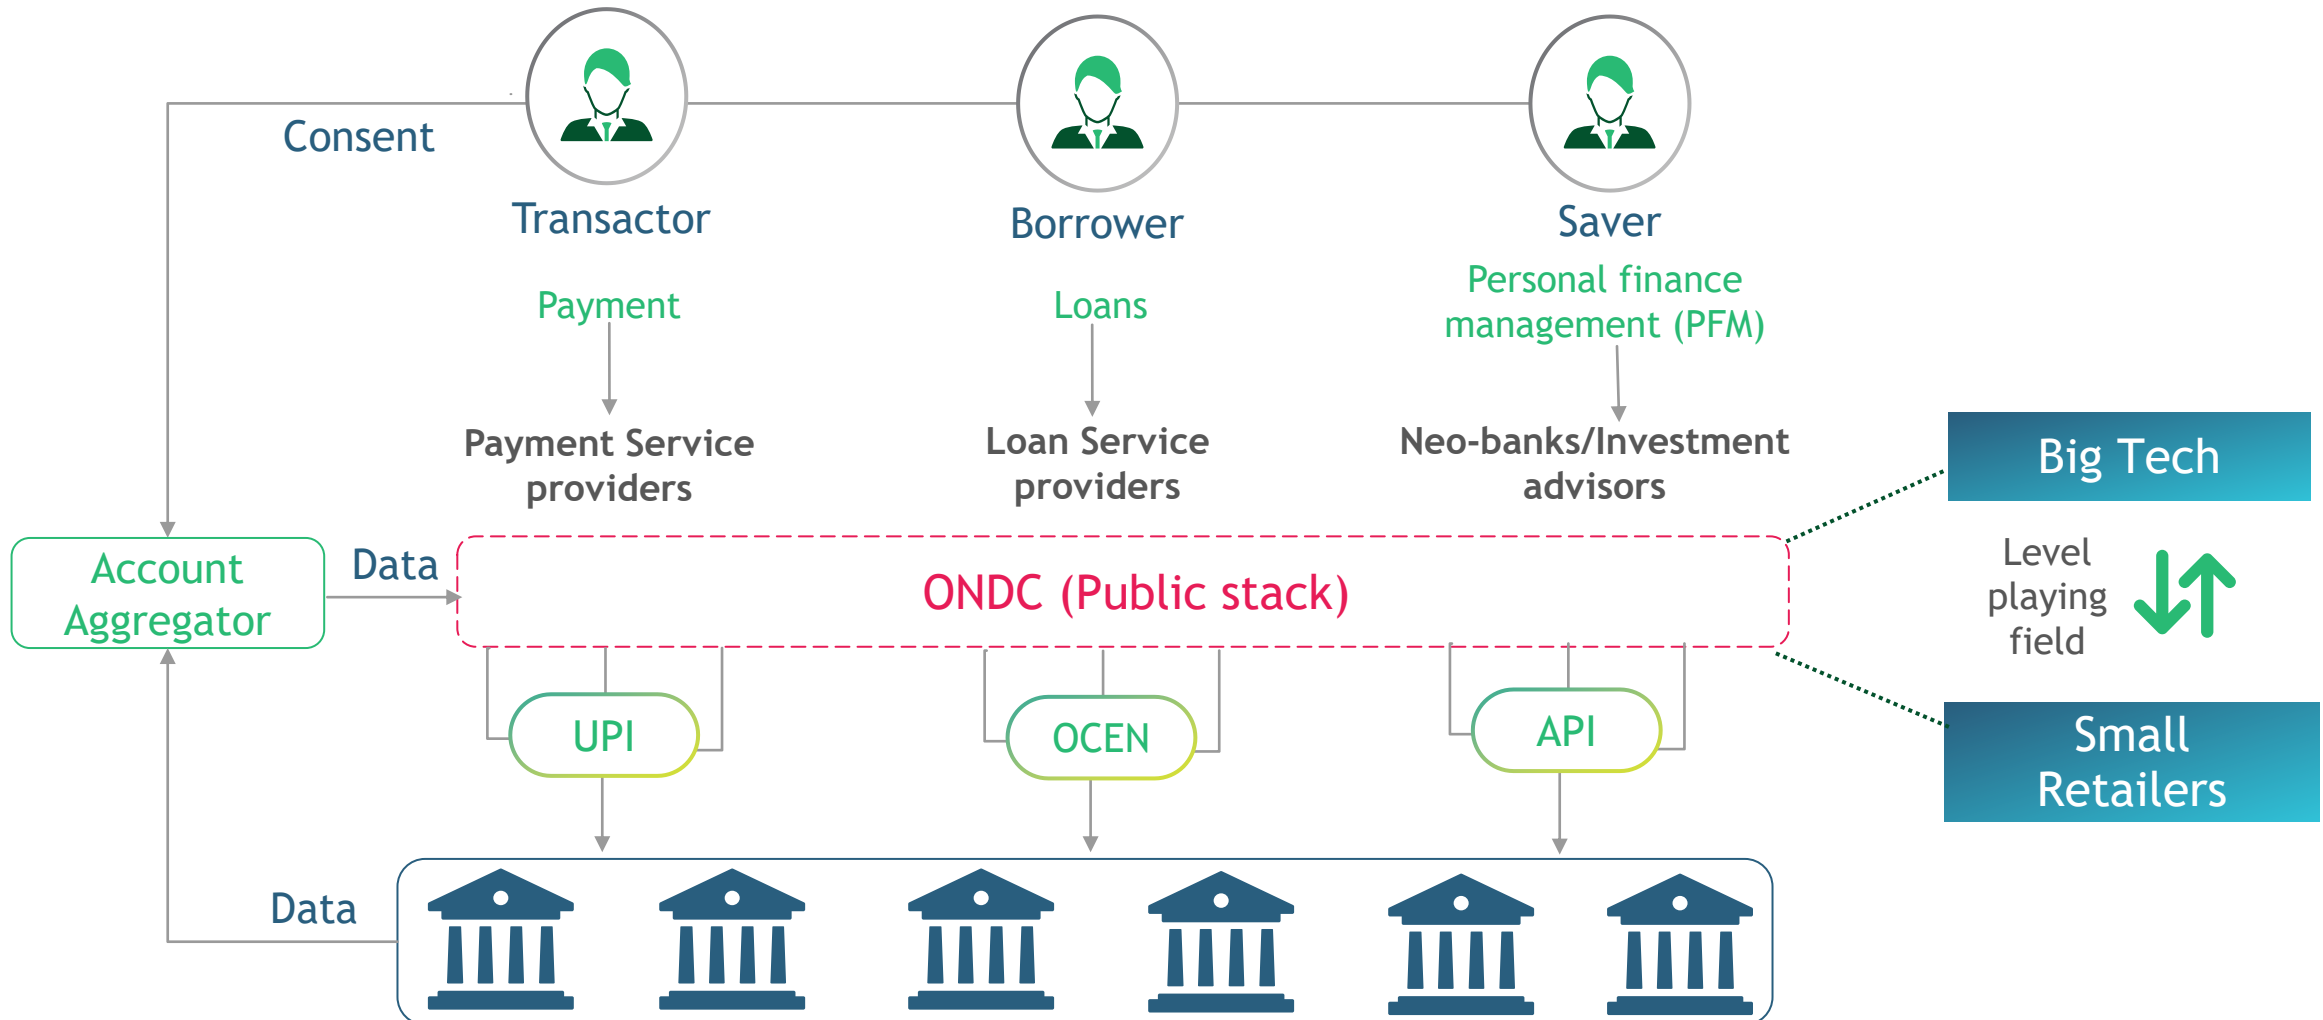 Consent
Transactor
Borrower
Saver
Payment
Loans
Personal finance
management (PFM)
Payment Service
providers
Loan Service
providers
Neo-banks/Investment
advisors
Big Tech
Account
Aggregator
Data
ONDC (Public stack)
Level
playing
field
UPI
OCEN
API
Small
Retailers
Data